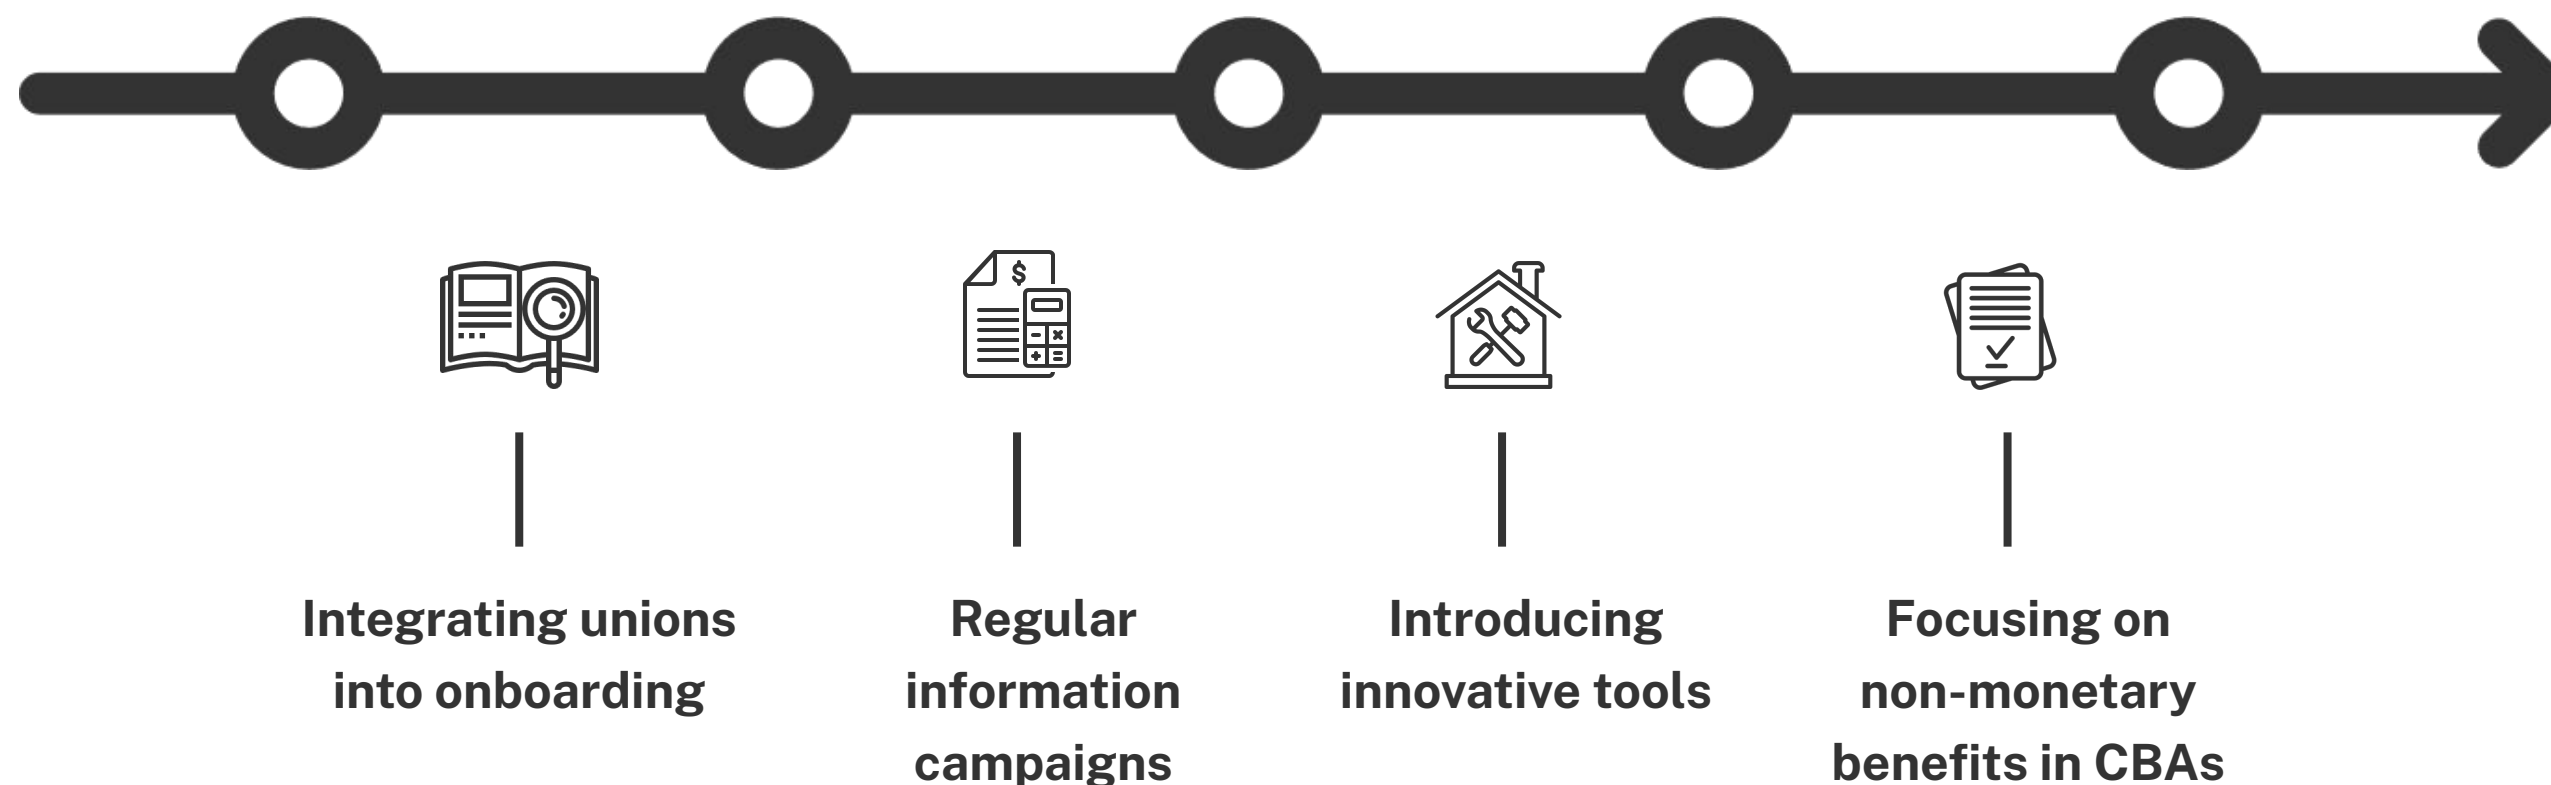 $
Integrating unions
into onboarding
Regular
information
campaigns
Introducing
innovative tools
Focusing on
non-monetary
benefits in CBAs